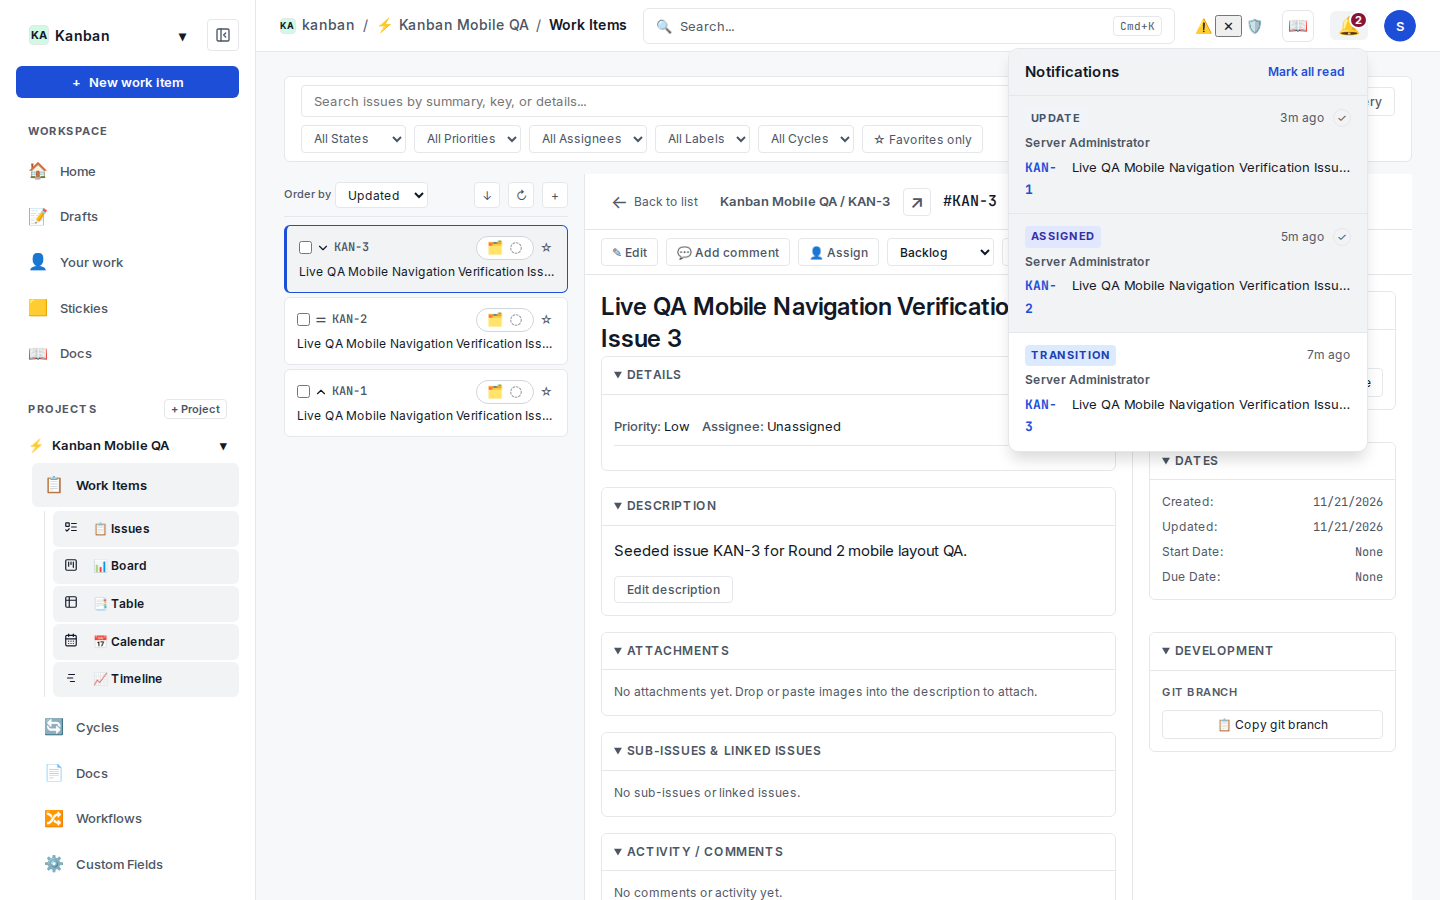 KA Kanban ▾
+ New work item
WORKSPACE
Home
Drafts
Your work
Stickies
Docs
PROJECTS + Project
Kanban Mobile QA ▾
Work Items
Issues
Board
Table
Calendar
Timeline
Cycles
Docs
Workflows
Custom Fields
KA kanban / Kanban Mobile QA / Work Items
Search... Cmd+K
2
S
Search issues by summary, key, or details...
All States All Priorities All Assignees All Labels All Cycles ☆ Favorites only
Order by Updated ↓ ↻ +
KAN-3
Live QA Mobile Navigation Verification Iss...
KAN-2
Live QA Mobile Navigation Verification Iss...
KAN-1
Live QA Mobile Navigation Verification Iss...
← Back to list Kanban Mobile QA / KAN-3 #KAN-3
✎ Edit Add comment Assign Backlog
Live QA Mobile Navigation Verificatio
Issue 3
▾ DETAILS
Priority: Low Assignee: Unassigned
▾ DESCRIPTION
Seeded issue KAN-3 for Round 2 mobile layout QA.
Edit description
▾ ATTACHMENTS
No attachments yet. Drop or paste images into the description to attach.
▾ SUB-ISSUES & LINKED ISSUES
No sub-issues or linked issues.
▾ ACTIVITY / COMMENTS
No comments or activity yet.
Notifications Mark all read
UPDATE 3m ago
Server Administrator
KAN-1 Live QA Mobile Navigation Verification Issu...
ASSIGNED 5m ago
Server Administrator
KAN-2 Live QA Mobile Navigation Verification Issu...
TRANSITION 7m ago
Server Administrator
KAN-3 Live QA Mobile Navigation Verification Issu...
▾ DATES
Created: 11/21/2026
Updated: 11/21/2026
Start Date: None
Due Date: None
▾ DEVELOPMENT
GIT BRANCH
Copy git branch